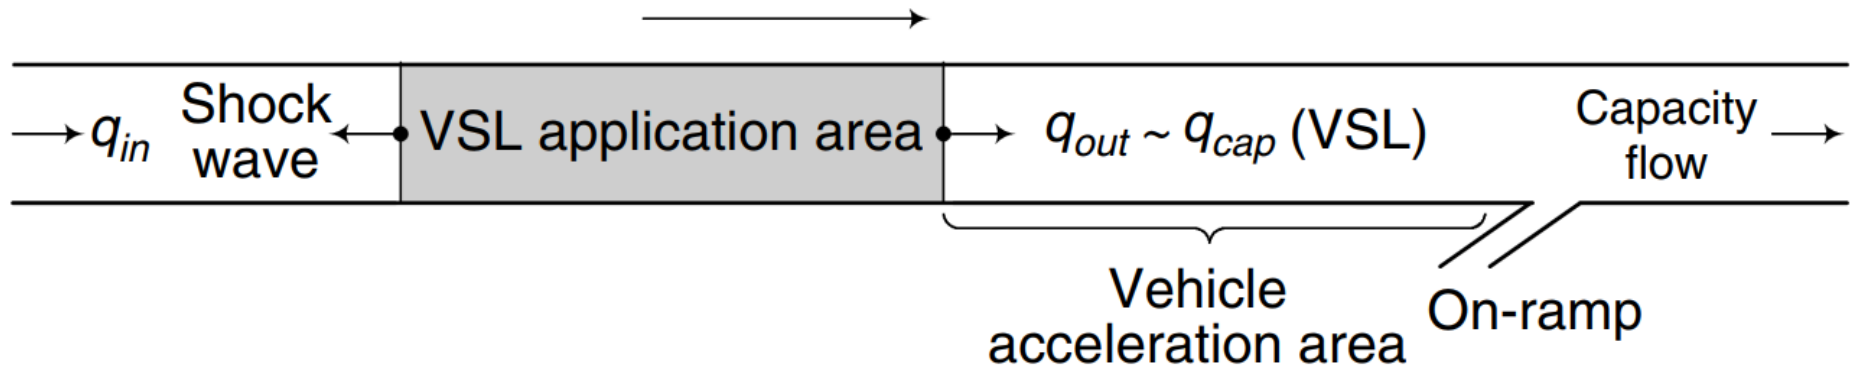 q_in
Shock
wave
VSL application area
q_out ~ q_cap (VSL)
Capacity
flow
Vehicle
acceleration area
On-ramp